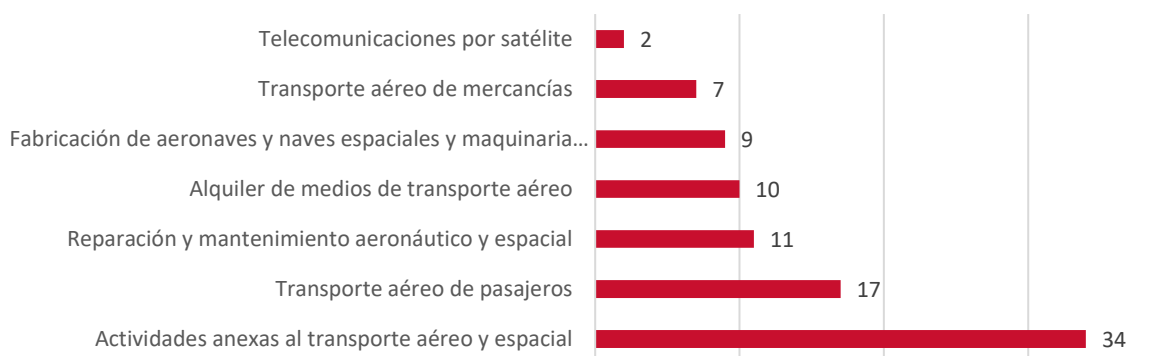 Telecomunicaciones por satélite 2
Transporte aéreo de mercancías 7
Fabricación de aeronaves y naves espaciales y maquinaria... 9
Alquiler de medios de transporte aéreo 10
Reparación y mantenimiento aeronáutico y espacial 11
Transporte aéreo de pasajeros 17
Actividades anexas al transporte aéreo y espacial 34